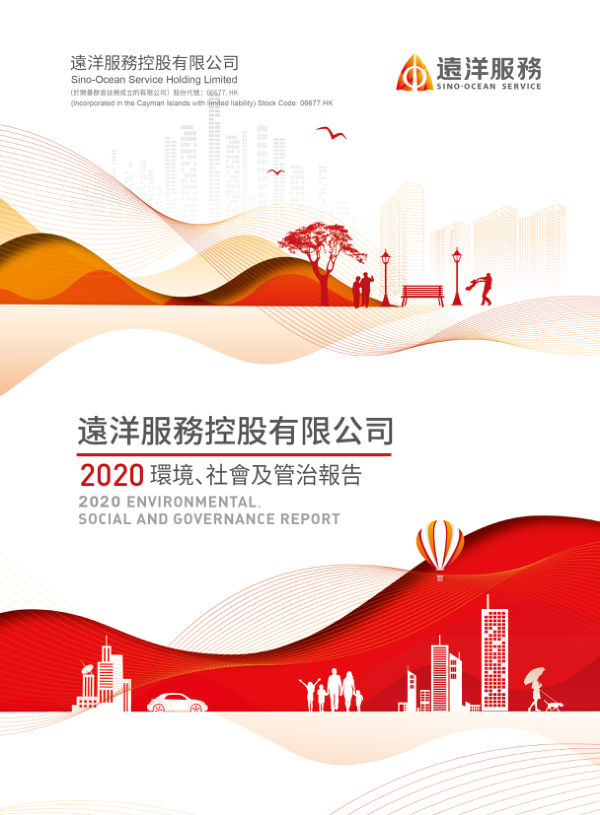 遠洋服務控股有限公司
Sino-Ocean Service Holding Limited
(於開曼群島註冊成立的有限公司) 股份代號：06677. HK
(Incorporated in the Cayman Islands with limited liability) Stock Code: 06677.HK
遠洋服務
SINO-OCEAN SERVICE
遠洋服務控股有限公司
2020 環境、社會及管治報告
2020 ENVIRONMENTAL,
SOCIAL AND GOVERNANCE REPORT